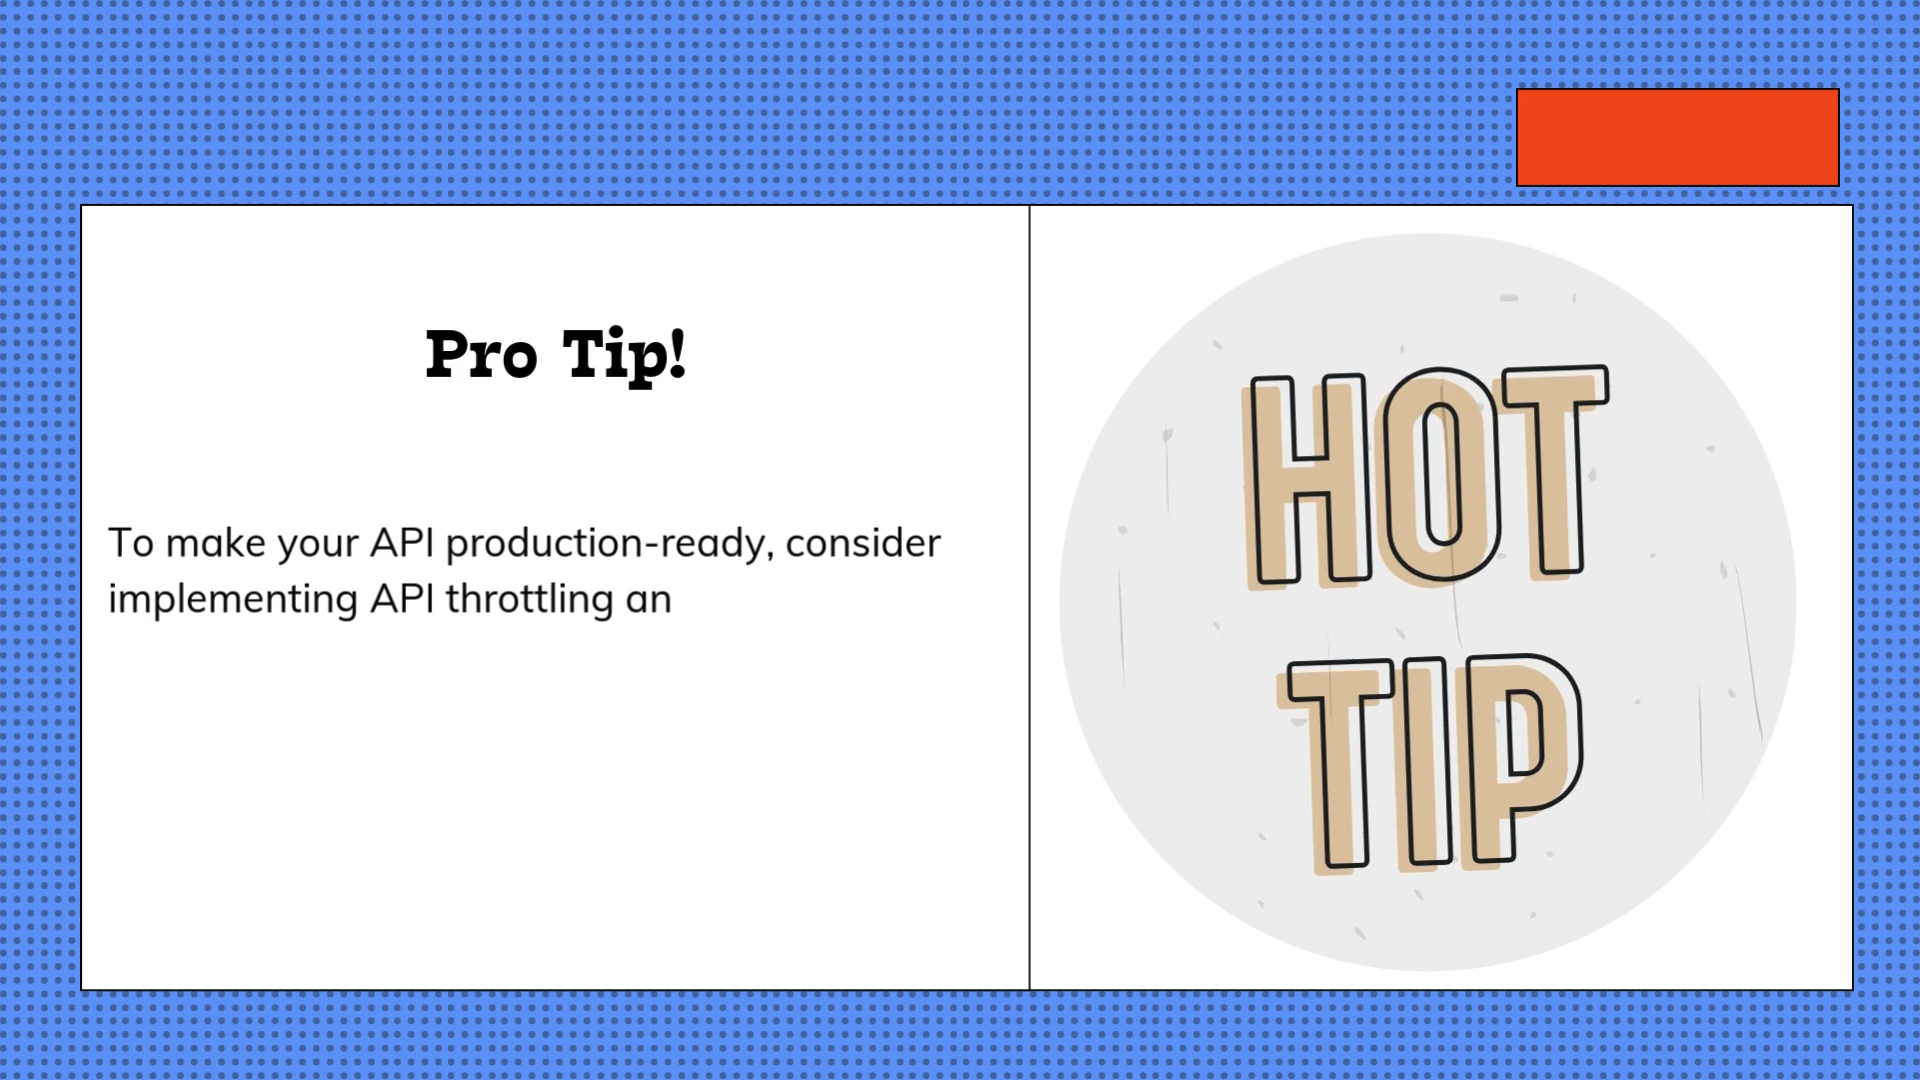 Pro Tip!
To make your API production-ready, consider
implementing API throttling an
HOT
TIP